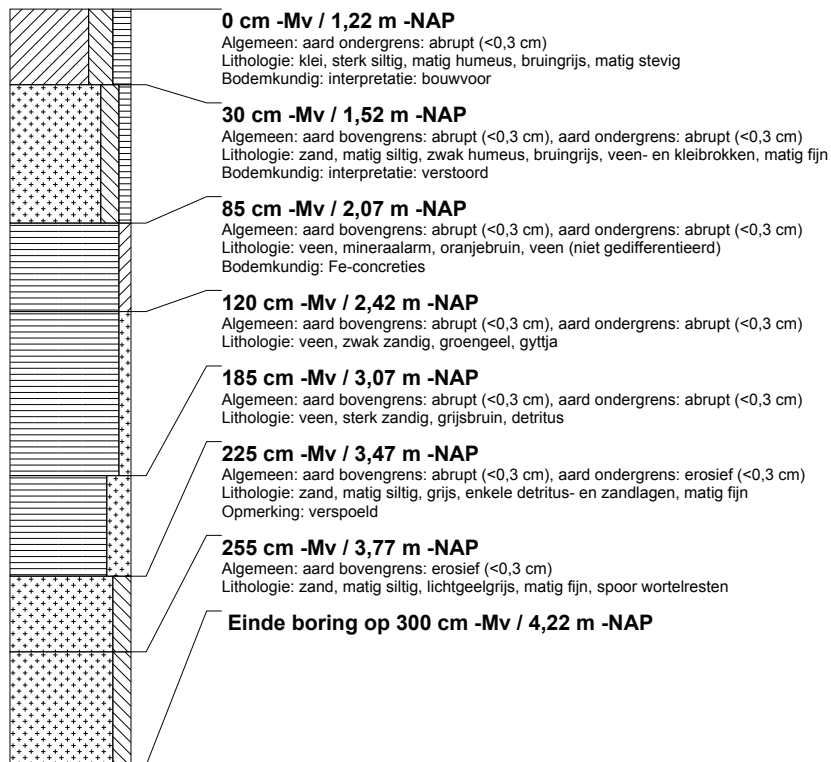 0 cm -Mv / 1,22 m -NAP
Algemeen: aard ondergrens: abrupt (<0,3 cm)
Lithologie: klei, sterk siltig, matig humeus, bruingrijs, matig stevig
Bodemkundig: interpretatie: bouwvoor
30 cm -Mv / 1,52 m -NAP
Algemeen: aard bovengrens: abrupt (<0,3 cm), aard ondergrens: abrupt (<0,3 cm)
Lithologie: zand, matig siltig, zwak humeus, bruingrijs, veen- en kleibrokken, matig fijn
Bodemkundig: interpretatie: verstoord
85 cm -Mv / 2,07 m -NAP
Algemeen: aard bovengrens: abrupt (<0,3 cm), aard ondergrens: abrupt (<0,3 cm)
Lithologie: veen, mineraalarm, oranjebruin, veen (niet gedifferentieerd)
Bodemkundig: Fe-concreties
120 cm -Mv / 2,42 m -NAP
Algemeen: aard bovengrens: abrupt (<0,3 cm), aard ondergrens: abrupt (<0,3 cm)
Lithologie: veen, zwak zandig, groengeel, gyttja
185 cm -Mv / 3,07 m -NAP
Algemeen: aard bovengrens: abrupt (<0,3 cm), aard ondergrens: abrupt (<0,3 cm)
Lithologie: veen, sterk zandig, grijsbruin, detritus
225 cm -Mv / 3,47 m -NAP
Algemeen: aard bovengrens: abrupt (<0,3 cm), aard ondergrens: erosief (<0,3 cm)
Lithologie: zand, matig siltig, grijs, enkele detritus- en zandlagen, matig fijn
Opmerking: verspoeld
255 cm -Mv / 3,77 m -NAP
Algemeen: aard bovengrens: erosief (<0,3 cm)
Lithologie: zand, matig siltig, lichtgeelgrijs, matig fijn, spoor wortelresten
Einde boring op 300 cm -Mv / 4,22 m -NAP